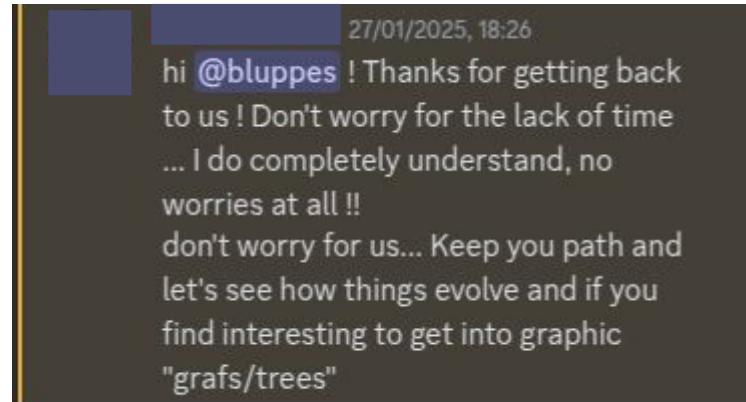 27/01/2025, 18:26
hi @bluppes ! Thanks for getting back
to us ! Don't worry for the lack of time
... I do completely understand, no
worries at all !!
don't worry for us... Keep you path and
let's see how things evolve and if you
find interesting to get into graphic
"grafs/trees"